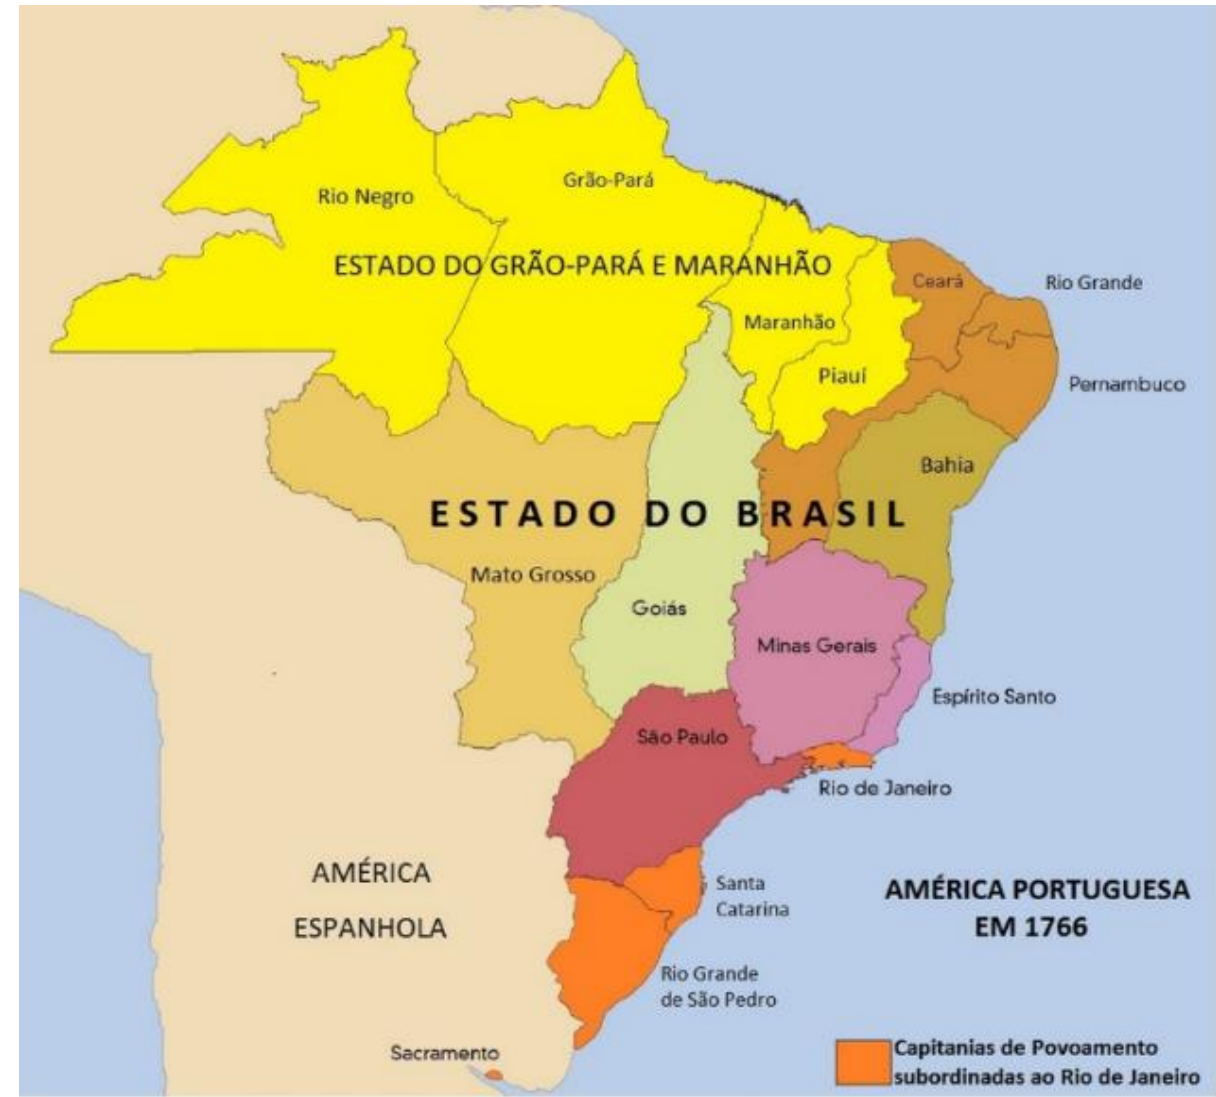 Rio Negro
Grão-Pará
ESTADO DO GRÃO-PARÁ E MARANHÃO
Ceará
Rio Grande
Maranhão
Piauí
Pernambuco
Bahia
ESTADO DO BRASIL
Mato Grosso
Goiás
Minas Gerais
Espírito Santo
São Paulo
Rio de Janeiro
AMÉRICA
ESPANHOLA
Santa
Catarina
AMÉRICA PORTUGUESA
EM 1766
Rio Grande
de São Pedro
Sacramento
Capitanias de Povoamento
subordinadas ao Rio de Janeiro